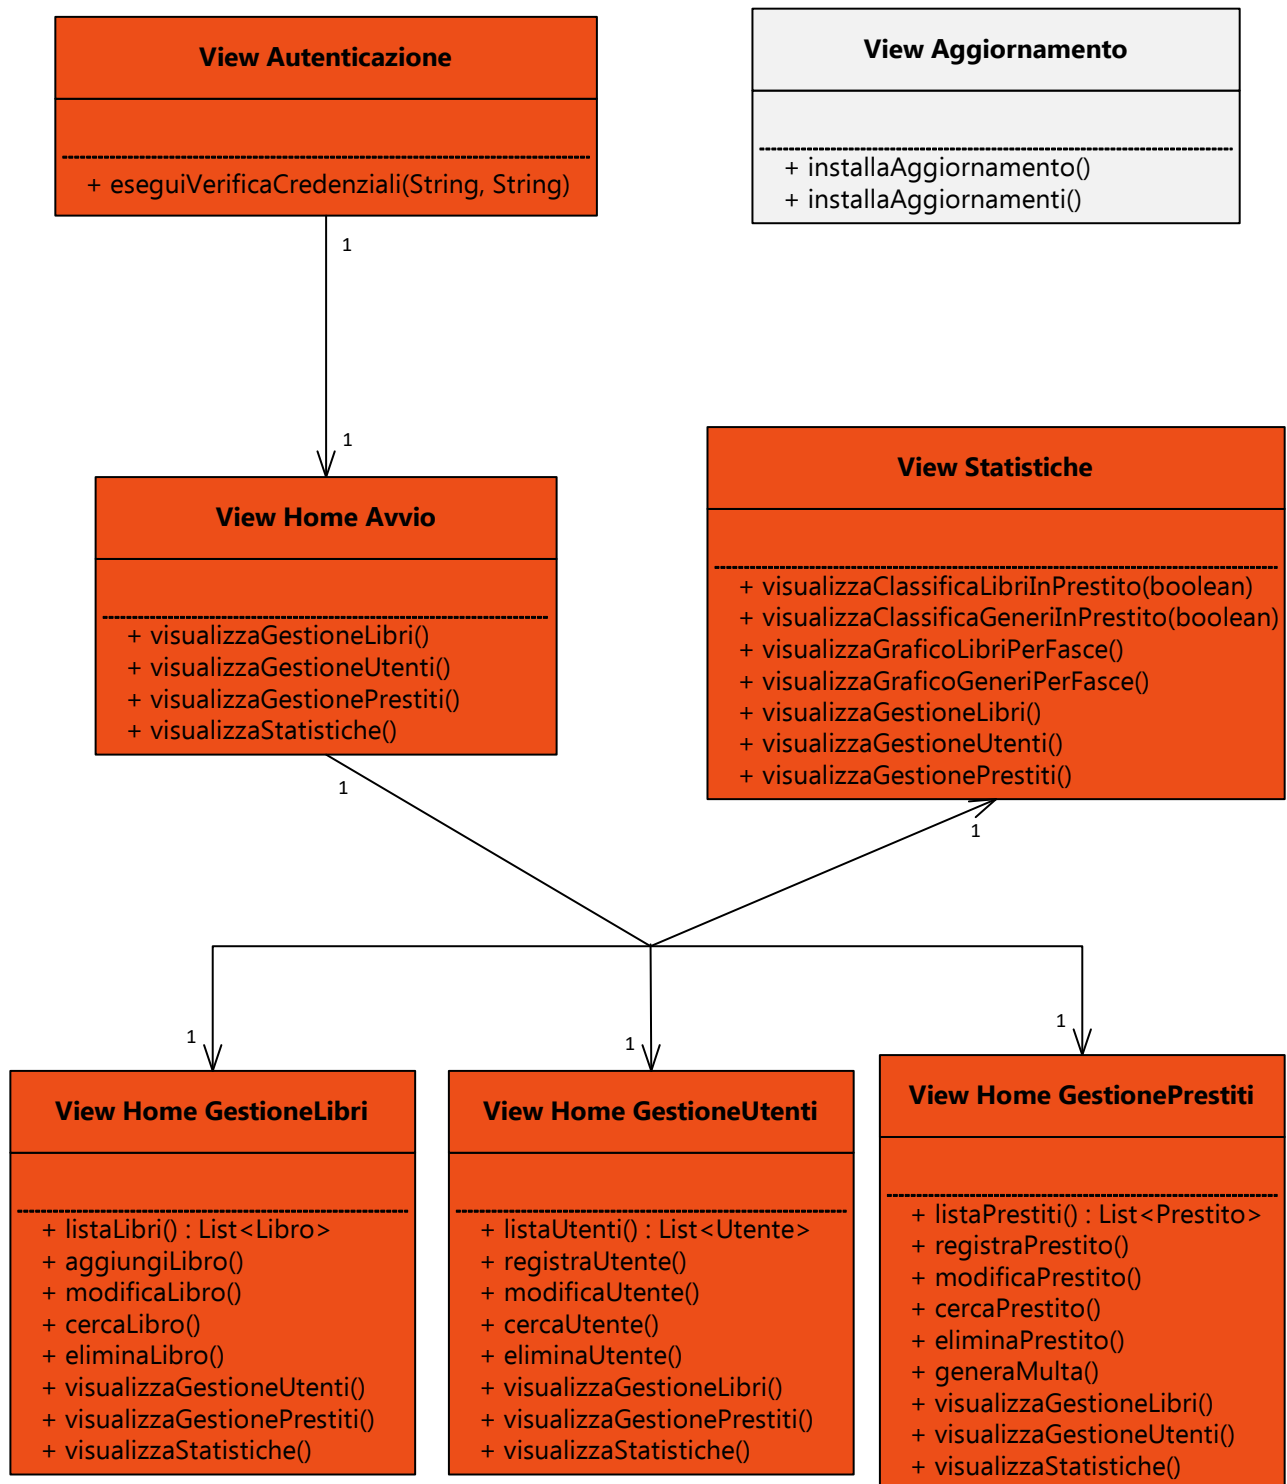 View Autenticazione
+ eseguiVerificaCredenziali(String, String)
View Aggiornamento
+ installaAggiornamento()
+ installaAggiornamenti()
1
1
View Home Avvio
+ visualizzaGestioneLibri()
+ visualizzaGestioneUtenti()
+ visualizzaGestionePrestiti()
+ visualizzaStatistiche()
1
View Statistiche
+ visualizzaClassificaLibriInPrestito(boolean)
+ visualizzaClassificaGeneriInPrestito(boolean)
+ visualizzaGraficoLibriPerFasce()
+ visualizzaGraficoGeneriPerFasce()
+ visualizzaGestioneLibri()
+ visualizzaGestioneUtenti()
+ visualizzaGestionePrestiti()
1
1
View Home GestioneLibri
+ listaLibri() : List<Libro>
+ aggiungiLibro()
+ modificaLibro()
+ cercaLibro()
+ eliminaLibro()
+ visualizzaGestioneUtenti()
+ visualizzaGestionePrestiti()
+ visualizzaStatistiche()
1
View Home GestioneUtenti
+ listaUtenti() : List<Utente>
+ registraUtente()
+ modificaUtente()
+ cercaUtente()
+ eliminaUtente()
+ visualizzaGestioneLibri()
+ visualizzaGestionePrestiti()
+ visualizzaStatistiche()
1
View Home GestionePrestiti
+ listaPrestiti() : List<Prestito>
+ registraPrestito()
+ modificaPrestito()
+ cercaPrestito()
+ eliminaPrestito()
+ generaMulta()
+ visualizzaGestioneLibri()
+ visualizzaGestioneUtenti()
+ visualizzaStatistiche()